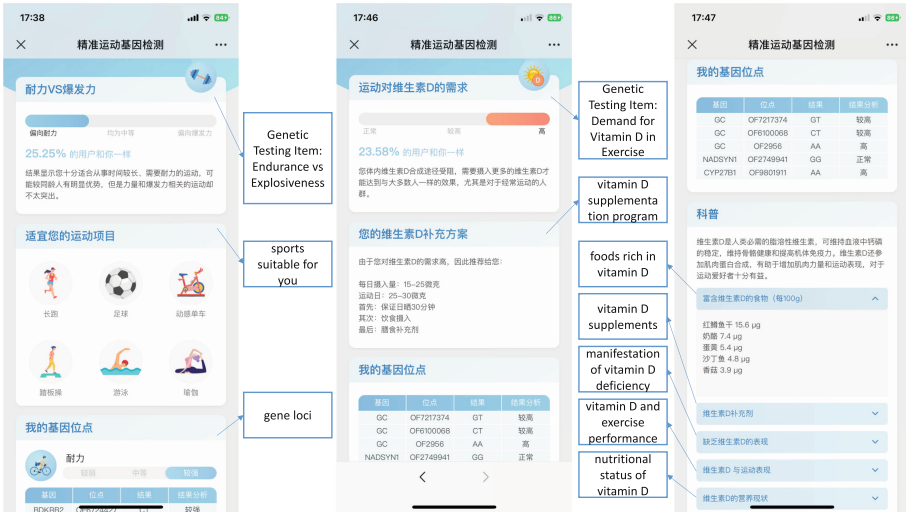 17:38
84+
精准运动基因检测
耐力VS爆发力
偏向耐力 均为中等 偏向爆发力
25.25% 的用户和你一样
结果显示您十分适合从事时间较长、需要耐力的运动，可
能较同龄人有明显优势，但是力量和爆发力相关的运动却
不太突出。
适宜您的运动项目
长跑 足球 动感单车
踏板操 游泳 瑜伽
我的基因位点
耐力
较弱 中等 较强
基因 位点 结果 结果分析
BDKRB2 OF6724427 CT 较强
Genetic
Testing Item:
Endurance vs
Explosiveness
sports
suitable for
you
gene loci
17:46
86+
精准运动基因检测
运动对维生素D的需求
正常 较高 高
23.58% 的用户和你一样
您体内维生素D合成途径受阻，需要摄入更多的维生素D才
能达到与大多数人一样的效果，尤其是对于经常运动的人
群。
您的维生素D补充方案
由于您对维生素D的需求高，因此推荐给您：
每日摄入量：15-25微克
运动日：25-30微克
首先：保证日晒30分钟
其次：饮食摄入
最后：膳食补充剂
我的基因位点
基因 位点 结果 结果分析
GC OF7217374 GT 较高
GC OF6100068 CT 较高
GC OF2956 AA 高
NADSYN1 OF2749941 GG 正常
Genetic
Testing Item:
Demand for
Vitamin D in
Exercise
vitamin D
supplementa
tion program
foods rich in
vitamin D
vitamin D
supplements
manifestation
of vitamin D
deficiency
vitamin D and
exercise
performance
nutritional
status of
vitamin D
17:47
86+
精准运动基因检测
我的基因位点
基因 位点 结果 结果分析
GC OF7217374 GT 较高
GC OF6100068 CT 较高
GC OF2956 AA 高
NADSYN1 OF2749941 GG 正常
CYP27B1 OF9801911 AA 高
科普
维生素D是人类必需的脂溶性维生素，可维持血液中钙磷
的稳定，维持骨骼健康和提高机体免疫力。维生素D还参
加肌肉蛋白合成，有助于增加肌肉力量和运动表现，对于
运动爱好者十分有益。
富含维生素D的食物（每100g）
红鳟鱼干 15.6 μg
奶酪 7.4 μg
蛋黄 5.4 μg
沙丁鱼 4.8 μg
香菇 3.9 μg
维生素D补充剂
缺乏维生素D的表现
维生素D 与运动表现
维生素D的营养现状